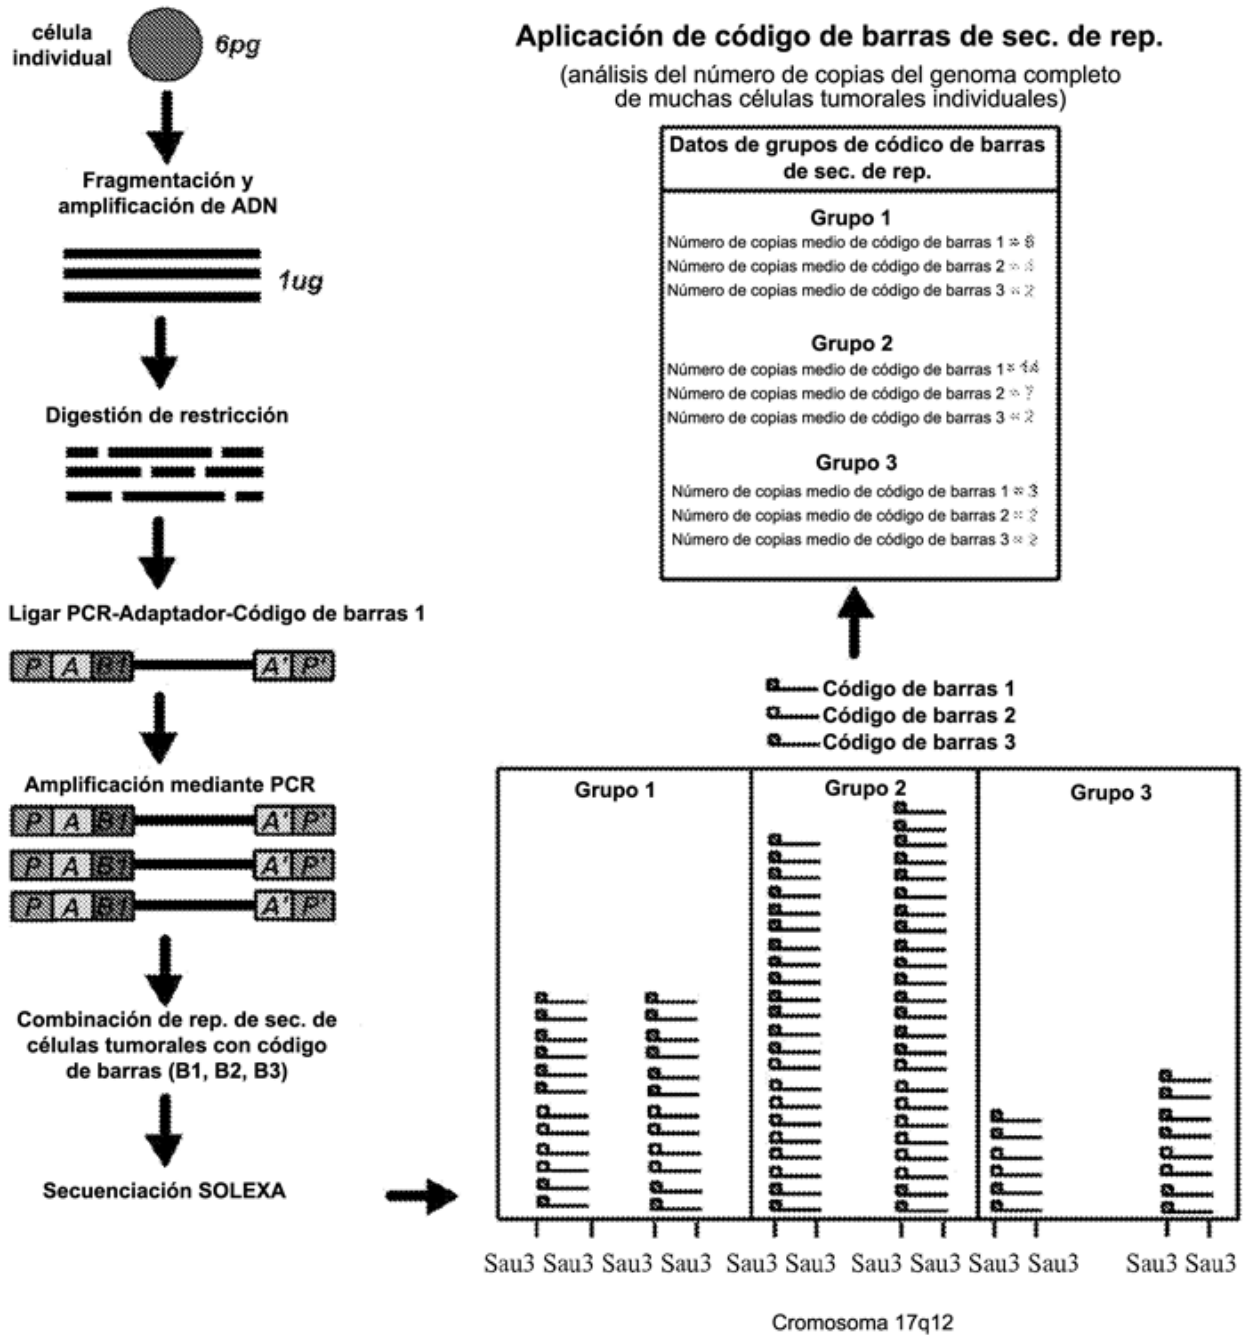 célula
individual
6pg
Fragmentación y
amplificación de ADN
1ug
Digestión de restricción
Ligar PCR-Adaptador-Código de barras 1
P A B1 A' P'
Amplificación mediante PCR
P A B1 A' P'
P A B1 A' P'
P A B1 A' P'
Combinación de rep. de sec. de
células tumorales con código
de barras (B1, B2, B3)
Secuenciación SOLEXA
Aplicación de código de barras de sec. de rep.
(análisis del número de copias del genoma completo
de muchas células tumorales individuales)
Datos de grupos de códico de barras
de sec. de rep.
Grupo 1
Número de copias medio de código de barras 1 = 6
Número de copias medio de código de barras 2 =
Número de copias medio de código de barras 3 = 2
Grupo 2
Número de copias medio de código de barras 1 =
Número de copias medio de código de barras 2 =
Número de copias medio de código de barras 3 = 2
Grupo 3
Número de copias medio de código de barras 1 = 3
Número de copias medio de código de barras 2 = 2
Número de copias medio de código de barras 3 = 2
Código de barras 1
Código de barras 2
Código de barras 3
Grupo 1
Grupo 2
Grupo 3
Sau3 Sau3 Sau3 Sau3 Sau3 Sau3 Sau3 Sau3 Sau3 Sau3 Sau3 Sau3
Cromosoma 17q12